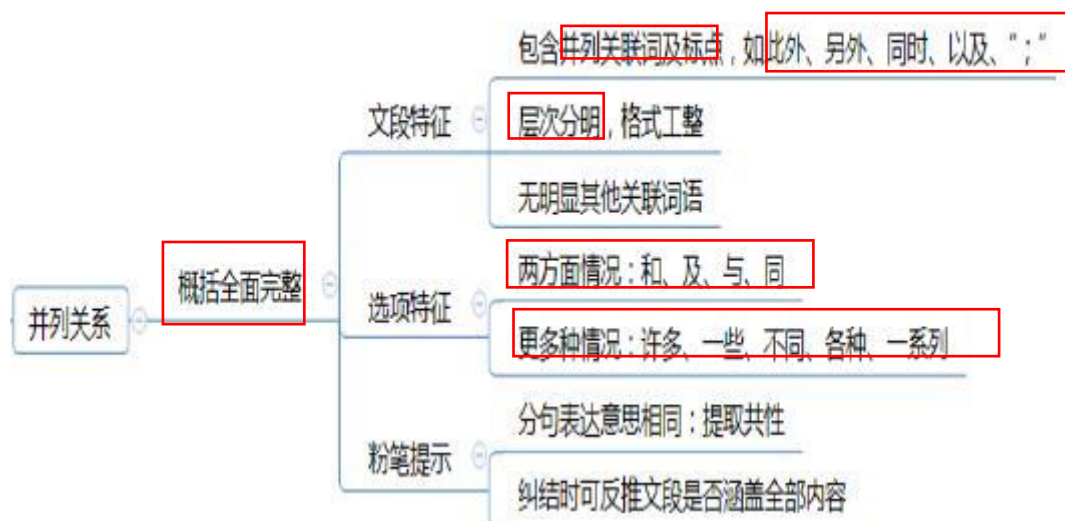 包含并列关联词及标点，如此外、另外、同时、以及、“；”
文段特征
层次分明，格式工整
无明显其他关联词语
概括全面完整
两方面情况：和、及、与、同
并列关系
选项特征
更多种情况：许多、一些、不同、各种、一系列
分句表达意思相同：提取共性
粉笔提示
纠结时可反推文段是否涵盖全部内容